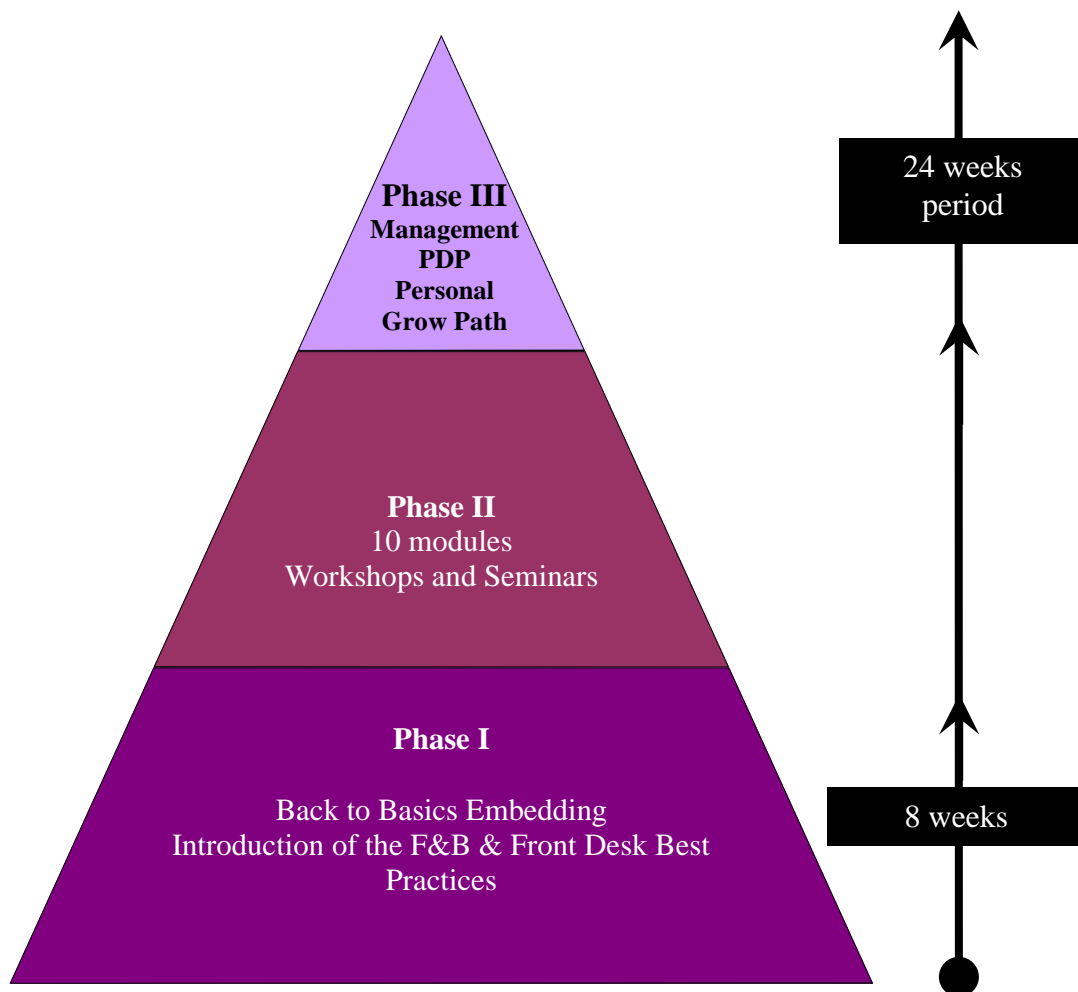 Phase III
Management
PDP
Personal
Grow Path
24 weeks
period
Phase II
10 modules
Workshops and Seminars
Phase I
Back to Basics Embedding
Introduction of the F&B & Front Desk Best
Practices
8 weeks